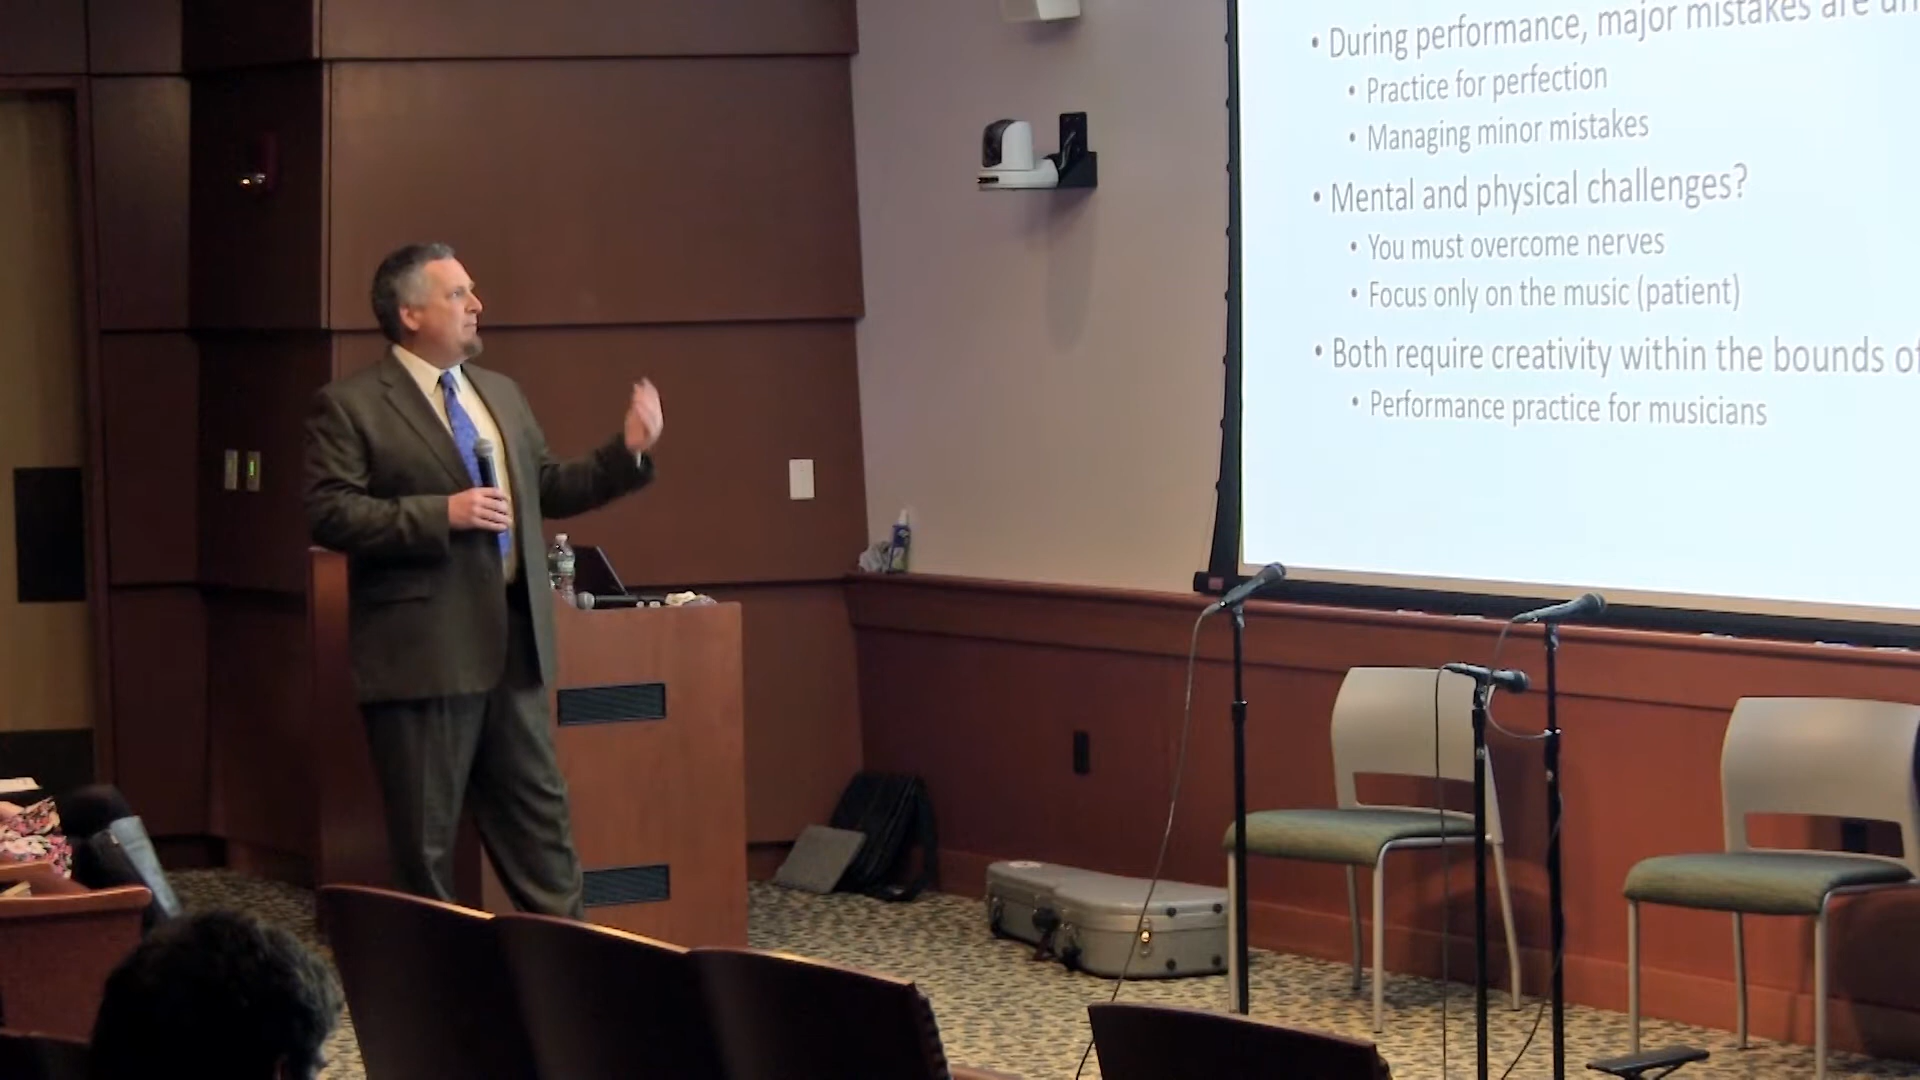 • During performance, major mistakes are
• Practice for perfection
• Managing minor mistakes
• Mental and physical challenges?
• You must overcome nerves
• Focus only on the music (patient)
• Both require creativity within the bounds of
• Performance practice for musicians